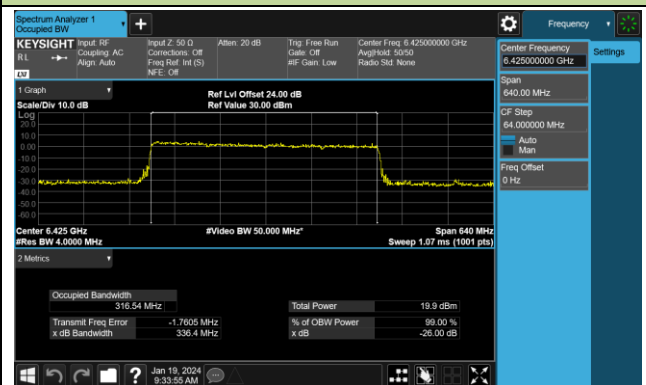 Spectrum Analyzer 1
Occupied BW
+
Frequency
KEYSIGHT
RL
LXI
Input: RF
Coupling: AC
Align: Auto
Input Z: 50 Ω
Corrections: Off
Freq Ref: Int (S)
NFE: Off
Atten: 20 dB
Trig: Free Run
Gate: Off
#IF Gain: Low
Center Freq: 6.425000000 GHz
Avg|Hold: 50/50
Radio Std: None
Center Frequency
6.425000000 GHz
Settings
Span
640.00 MHz
CF Step
64.000000 MHz
Auto
Man
Freq Offset
0 Hz
1 Graph
Scale/Div 10.0 dB
Ref Lvl Offset 24.00 dB
Ref Value 30.00 dBm
Log
20.0
10.0
0.00
-10.0
-20.0
-30.0
-40.0
-50.0
-60.0
Center 6.425 GHz
#Res BW 4.0000 MHz
#Video BW 50.000 MHz*
Span 640 MHz
Sweep 1.07 ms (1001 pts)
2 Metrics
Occupied Bandwidth
316.54 MHz
Total Power 19.9 dBm
Transmit Freq Error -1.7605 MHz
% of OBW Power 99.00 %
x dB Bandwidth 336.4 MHz
x dB -26.00 dB
?
Jan 19, 2024
9:33:55 AM